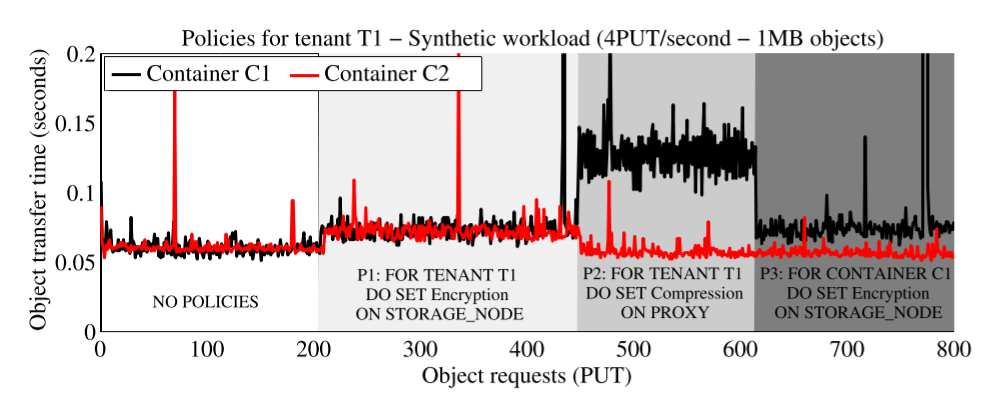 Policies for tenant T1 − Synthetic workload (4PUT/second − 1MB objects)
Object transfer time (seconds)
0.2
0.15
0.1
0.05
0
Container C1
Container C2
NO POLICIES
P1: FOR TENANT T1
DO SET Encryption
ON STORAGE_NODE
P2: FOR TENANT T1
DO SET Compression
ON PROXY
P3: FOR CONTAINER C1
DO SET Encryption
ON STORAGE_NODE
0 100 200 300 400 500 600 700 800
Object requests (PUT)